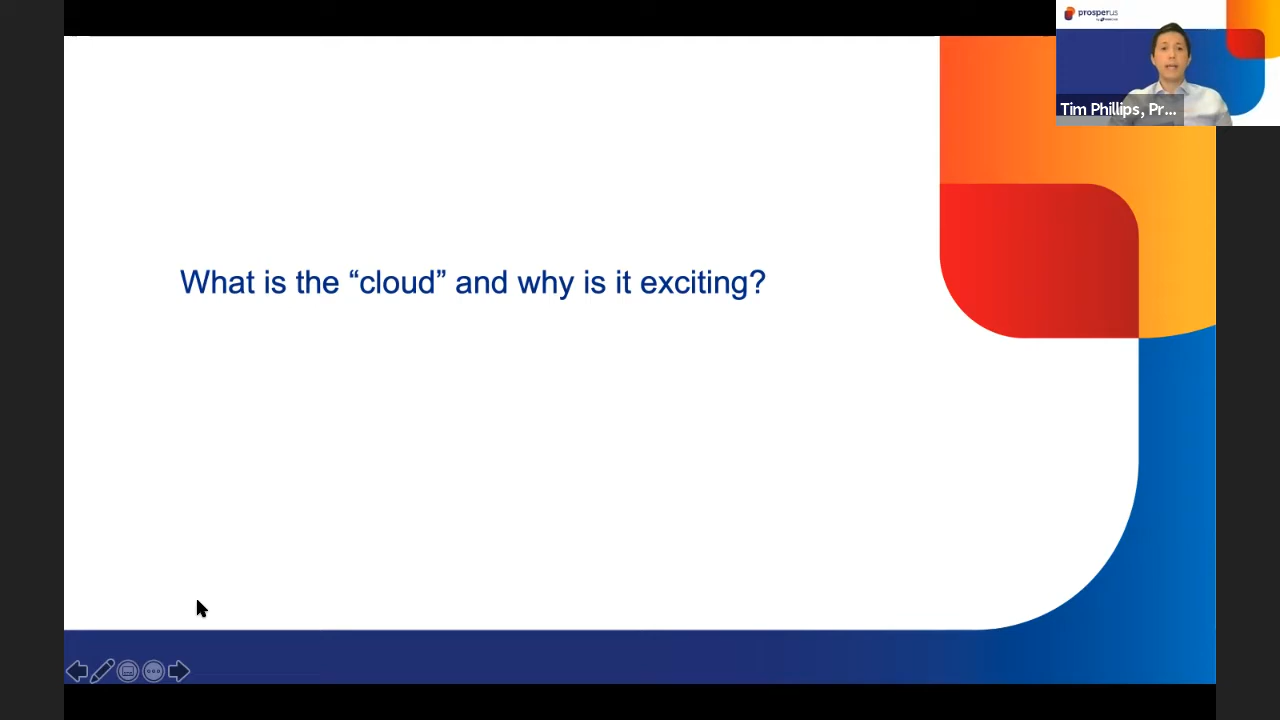 prosperus
Tim Phillips, Pr...
What is the “cloud” and why is it exciting?